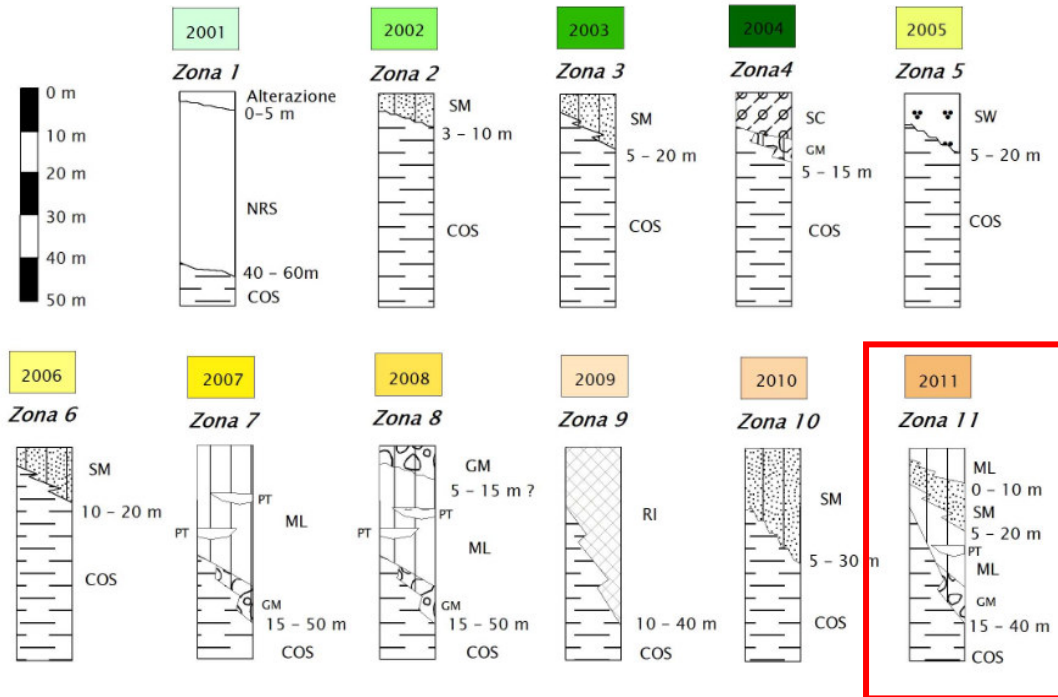 2001
2002
2003
2004
2005
Zona 1
Zona 2
Zona 3
Zona4
Zona 5
0 m
10 m
20 m
30 m
40 m
50 m
Alterazione
0-5 m
NRS
40 - 60m
COS
SM
3 - 10 m
COS
SM
5 - 20 m
COS
SC
GM
5 - 15 m
COS
SW
5 - 20 m
COS
2006
2007
2008
2009
2010
2011
Zona 6
Zona 7
Zona 8
Zona 9
Zona 10
Zona 11
SM
10 - 20 m
COS
PT
PT
ML
GM
15 - 50 m
COS
GM
5 - 15 m ?
PT
PT
ML
GM
15 - 50 m
COS
RI
10 - 40 m
COS
SM
5 - 30 m
COS
ML
0 - 10 m
SM
5 - 20 m
PT
ML
GM
15 - 40 m
COS